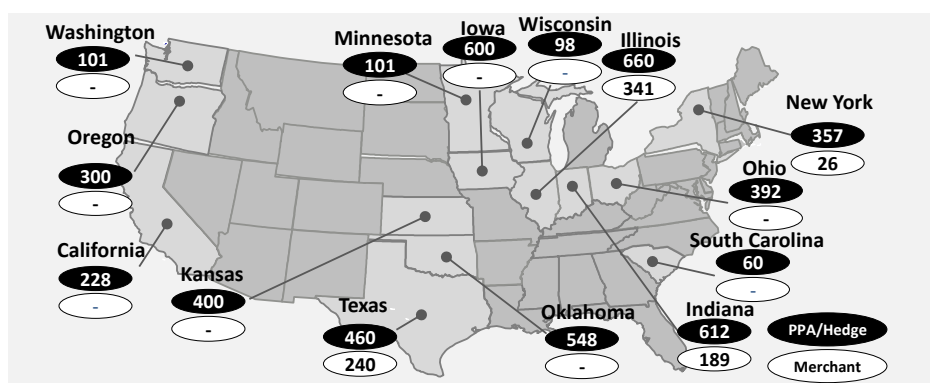 Washington
101
-
Minnesota
101
-
Iowa
600
-
Wisconsin
98
-
Illinois
660
341
New York
357
26
Oregon
300
-
Ohio
392
-
California
228
-
South Carolina
60
-
Kansas
400
-
Texas
460
240
Oklahoma
548
-
Indiana
612
189
PPA/Hedge
Merchant